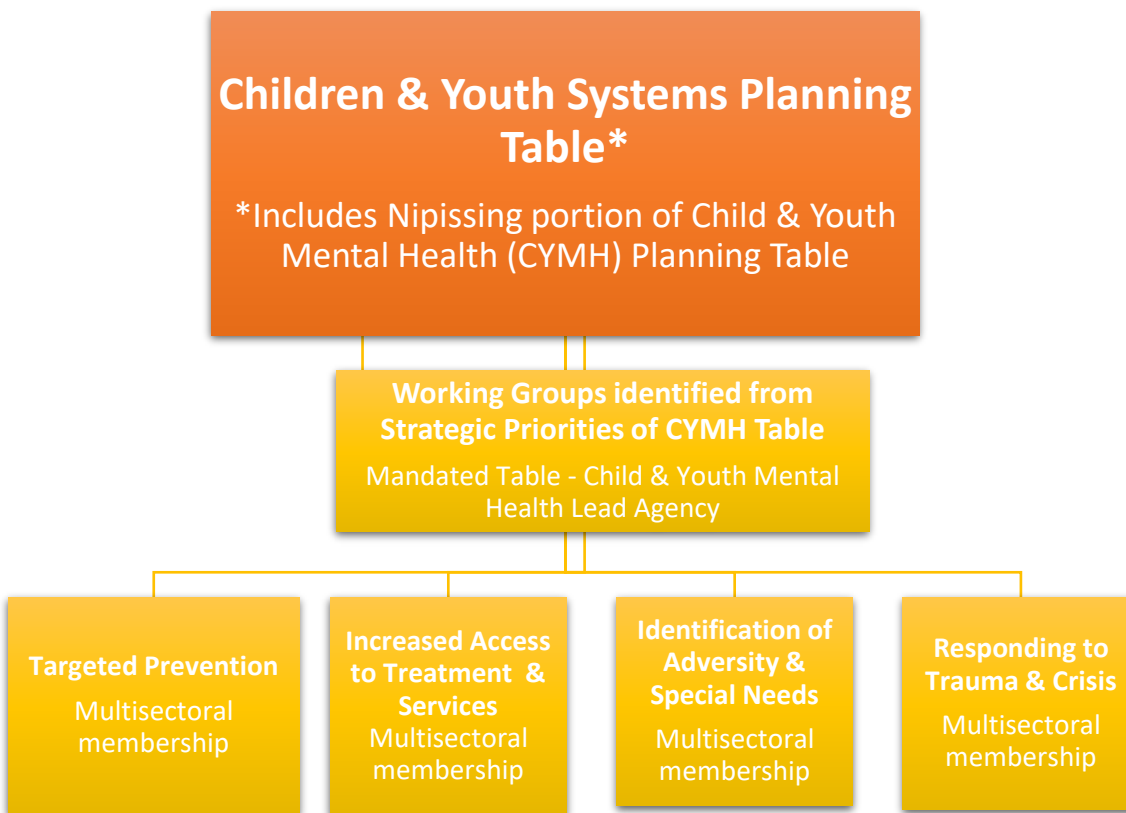 Children & Youth Systems Planning
Table*
*Includes Nipissing portion of Child & Youth
Mental Health (CYMH) Planning Table
Working Groups identified from
Strategic Priorities of CYMH Table
Mandated Table - Child & Youth Mental
Health Lead Agency
Targeted Prevention
Multisectoral
membership
Increased Access
to Treatment &
Services
Multisectoral
membership
Identification of
Adversity &
Special Needs
Multisectoral
membership
Responding to
Trauma & Crisis
Multisectoral
membership